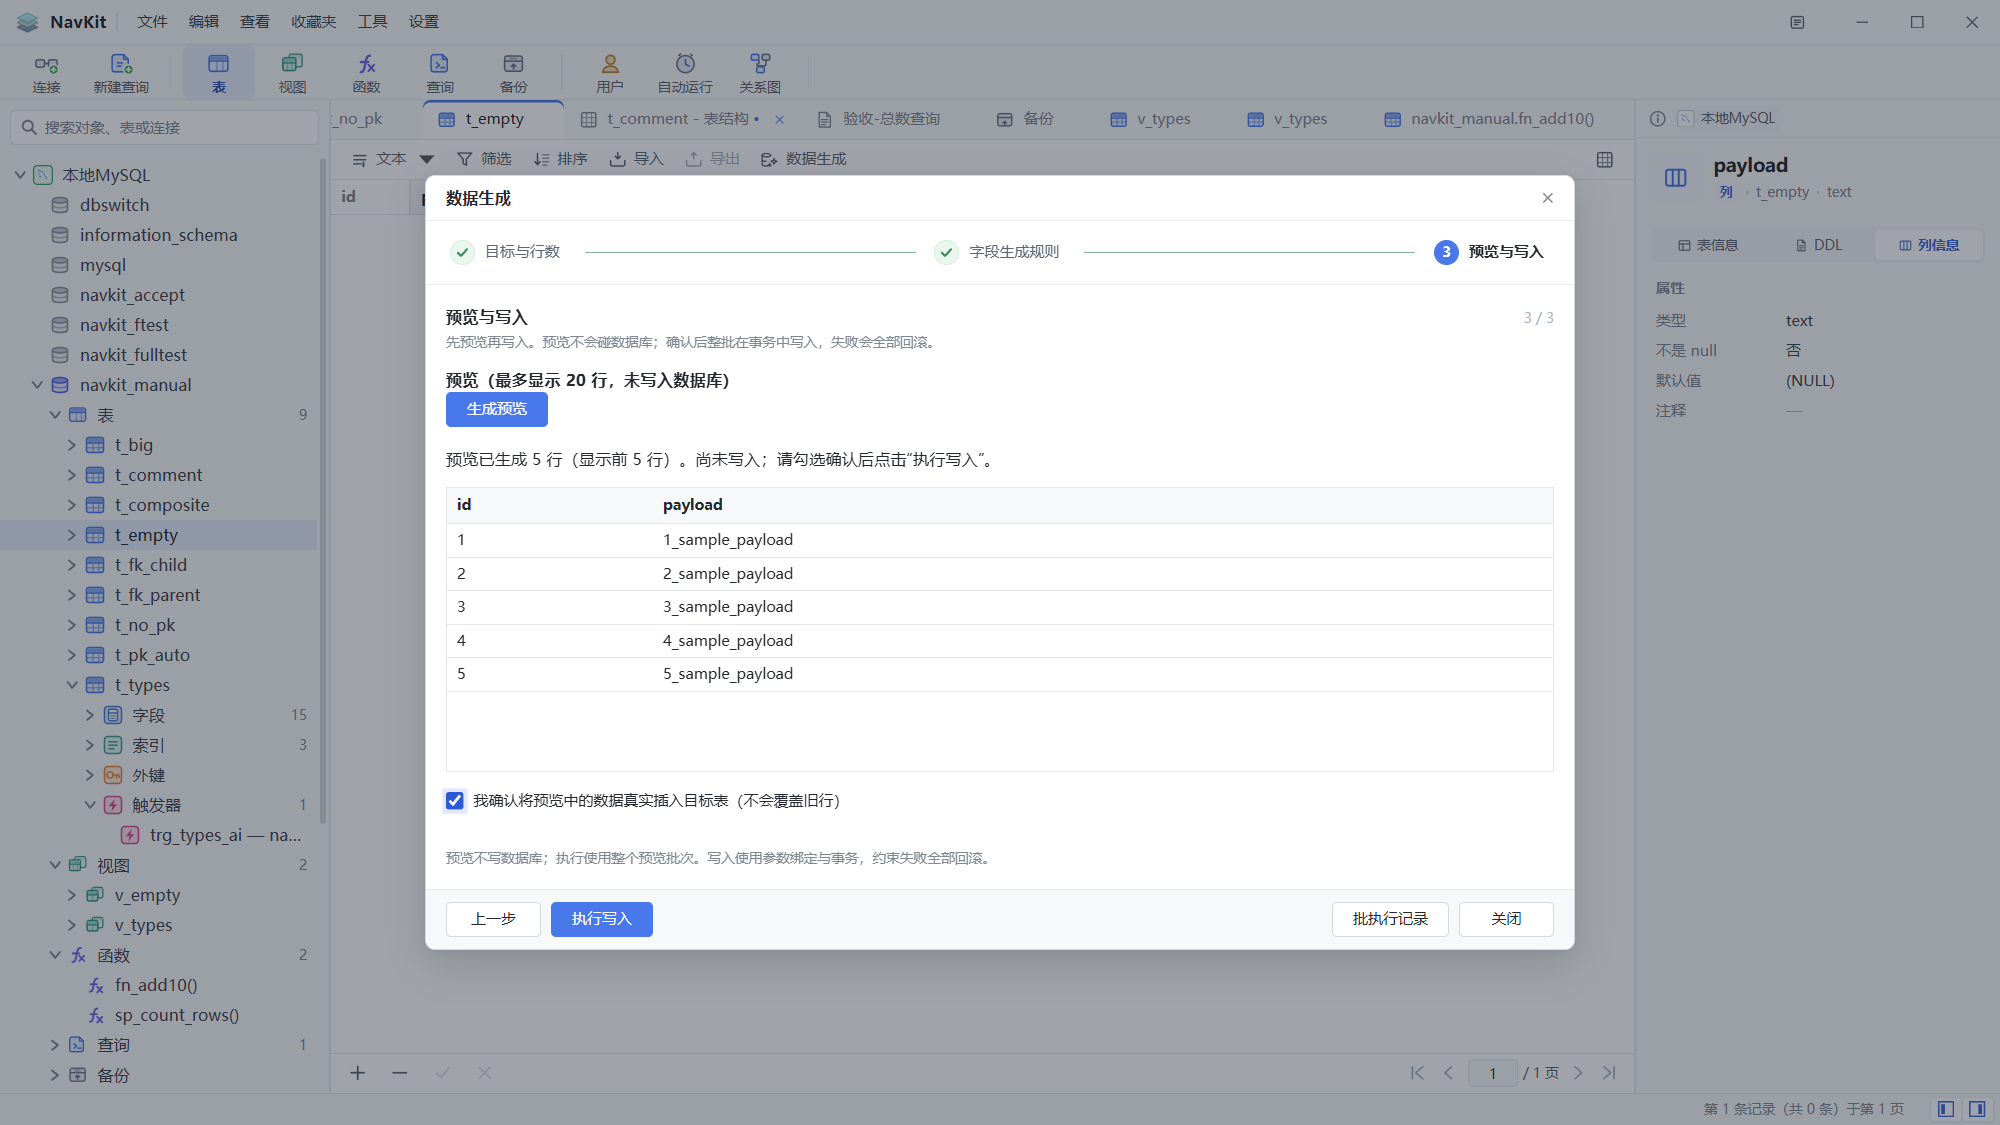 NavKit 文件 编辑 查看 收藏夹 工具 设置
连接 新建查询 表 视图 函数 查询 备份 用户 自动运行 关系图
搜索对象、表或连接
本地MySQL
dbswitch
information_schema
mysql
navkit_accept
navkit_ftest
navkit_fulltest
navkit_manual
表 9
t_big
t_comment
t_composite
t_empty
t_fk_child
t_fk_parent
t_no_pk
t_pk_auto
t_types
字段 15
索引 3
外键
触发器 1
trg_types_ai — na...
视图 2
v_empty
v_types
函数 2
fn_add10()
sp_count_rows()
查询 1
备份
_no_pk t_empty t_comment - 表结构 • 验收-总数查询 备份 v_types v_types navkit_manual.fn_add10()
文本 筛选 排序 导入 导出 数据生成
id
数据生成
目标与行数 字段生成规则 3 预览与写入
预览与写入 3 / 3
先预览再写入。预览不会碰数据库；确认后整批在事务中写入，失败会全部回滚。
预览（最多显示 20 行，未写入数据库）
生成预览
预览已生成 5 行（显示前 5 行）。尚未写入；请勾选确认后点击“执行写入”。
id payload
1 1_sample_payload
2 2_sample_payload
3 3_sample_payload
4 4_sample_payload
5 5_sample_payload
我确认将预览中的数据真实插入目标表（不会覆盖旧行）
预览不写数据库；执行使用整个预览批次。写入使用参数绑定与事务，约束失败全部回滚。
上一步 执行写入 批执行记录 关闭
1 / 1 页
第 1 条记录（共 0 条）于第 1 页
本地MySQL
payload
列 · t_empty · text
表信息 DDL 列信息
属性
类型 text
不是 null 否
默认值 (NULL)
注释 —